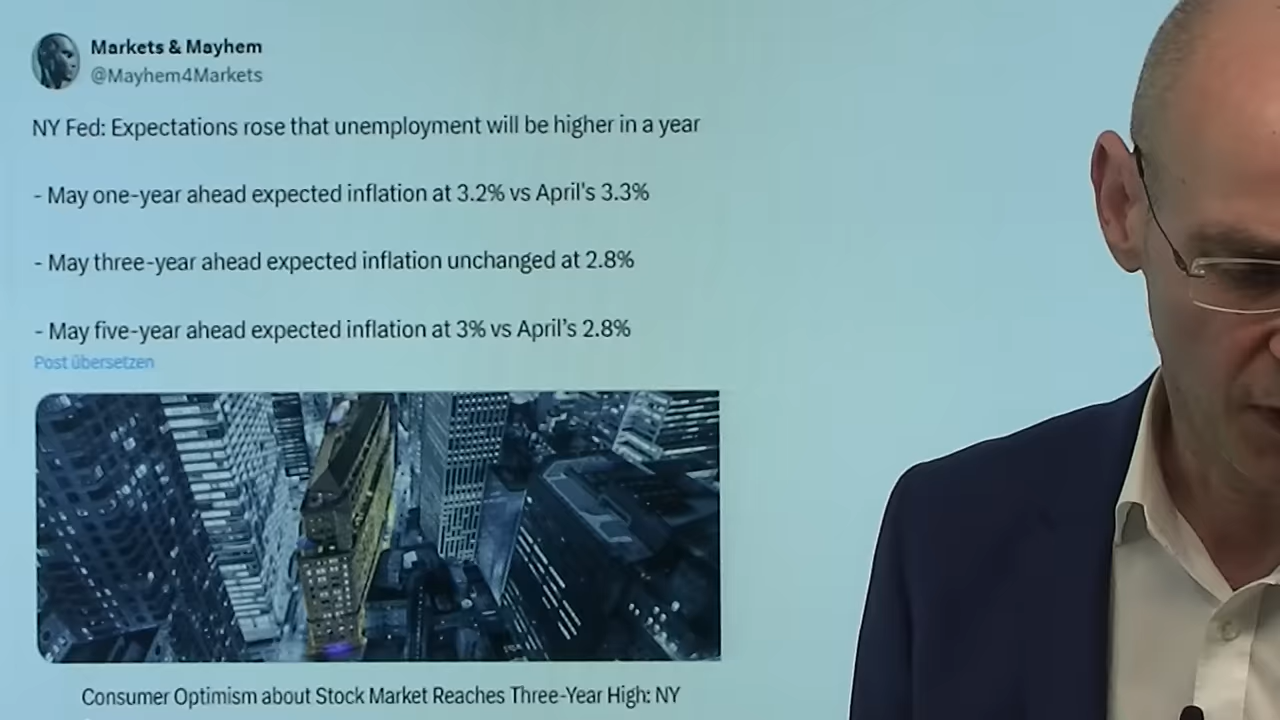 Markets & Mayhem
@Mayhem4Markets
NY Fed: Expectations rose that unemployment will be higher in a year
- May one-year ahead expected inflation at 3.2% vs April's 3.3%
- May three-year ahead expected inflation unchanged at 2.8%
- May five-year ahead expected inflation at 3% vs April's 2.8%
Post übersetzen
Consumer Optimism about Stock Market Reaches Three-Year High: NY